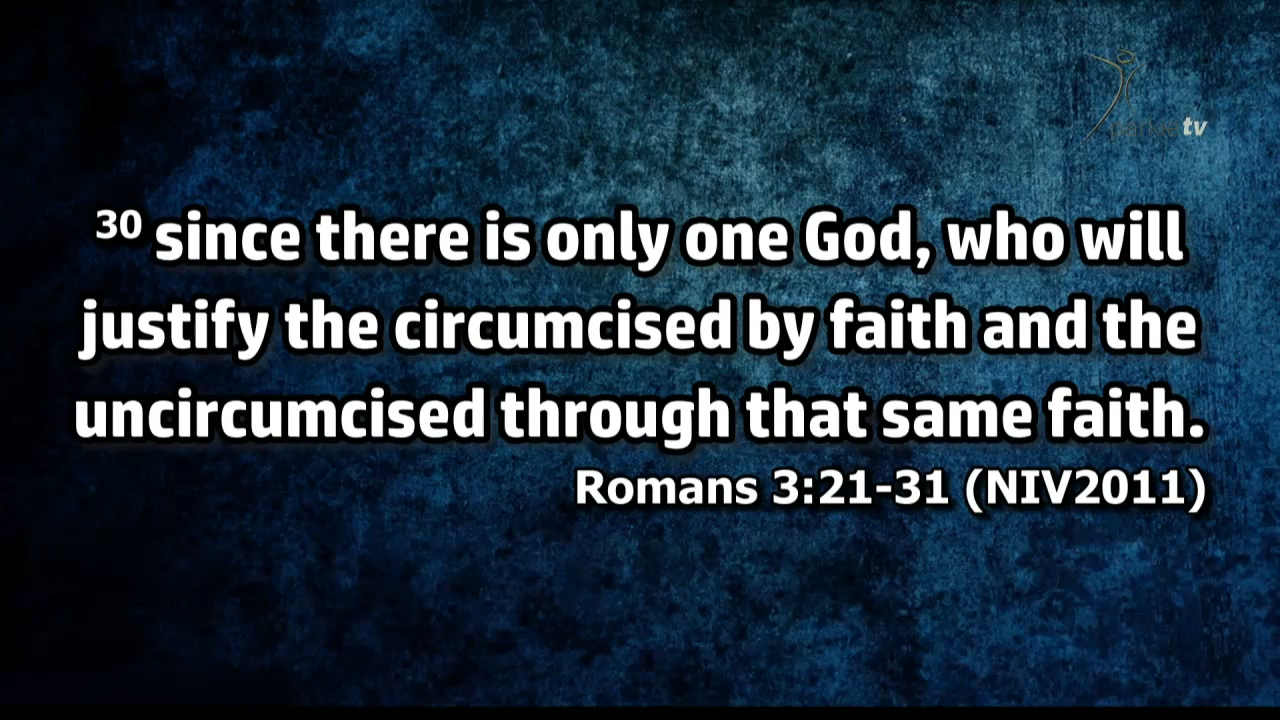 tv
30 since there is only one God, who will
justify the circumcised by faith and the
uncircumcised through that same faith.
Romans 3:21-31 (NIV2011)